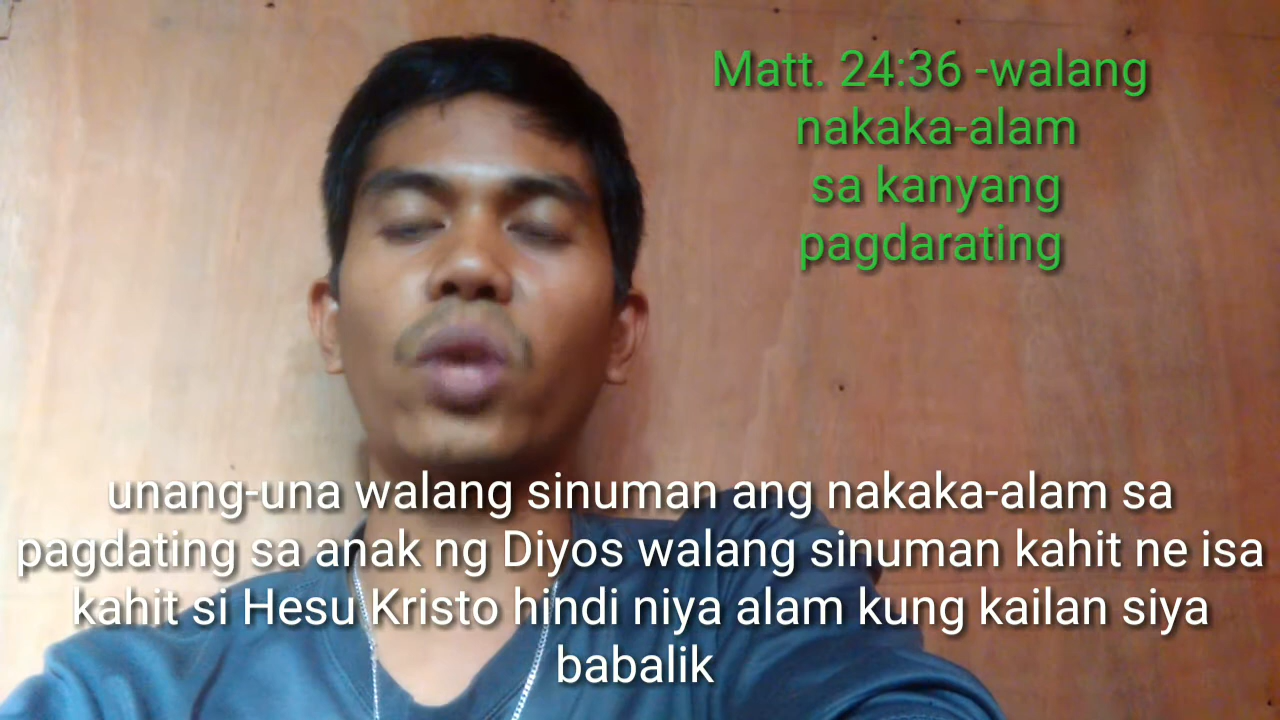 Matt. 24:36 -walang
nakaka-alam
sa kanyang
pagdarating
unang-una walang sinuman ang nakaka-alam sa
pagdating sa anak ng Diyos walang sinuman kahit ne isa
kahit si Hesu Kristo hindi niya alam kung kailan siya
babalik